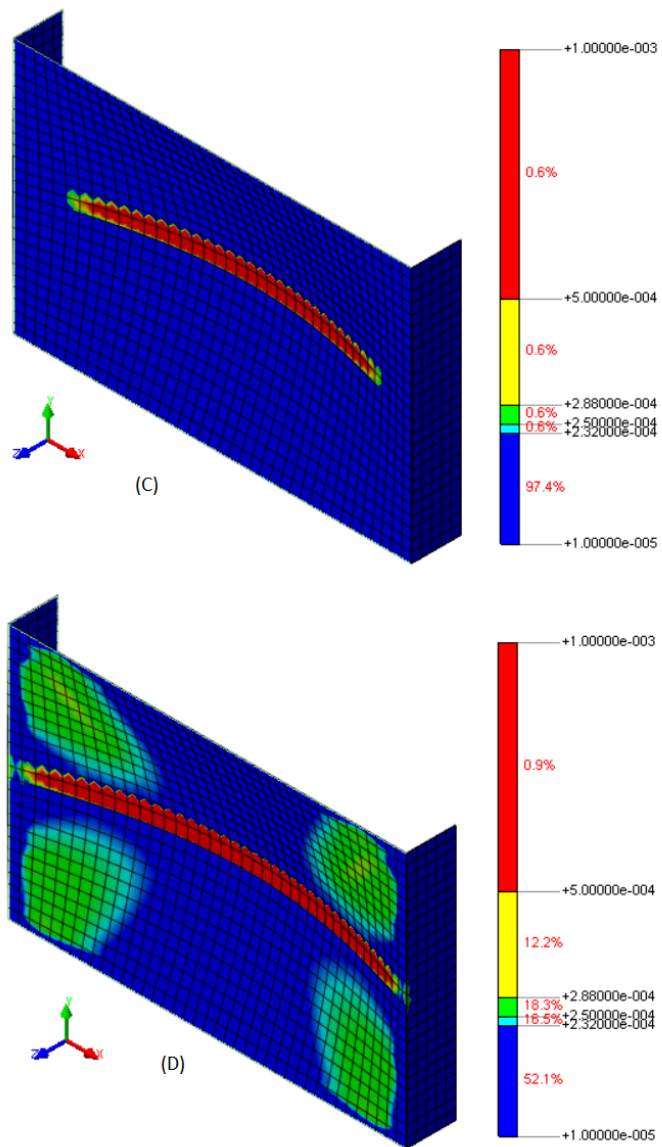 +1.00000e-003
0.6%
+5.00000e-004
0.6%
+2.88000e-004
0.6%
+2.50000e-004
0.6%
+2.32000e-004
97.4%
+1.00000e-005
Y
Z
X
(C)
+1.00000e-003
0.9%
+5.00000e-004
12.2%
+2.88000e-004
18.3%
+2.50000e-004
16.5%
+2.32000e-004
52.1%
+1.00000e-005
Y
Z
X
(D)